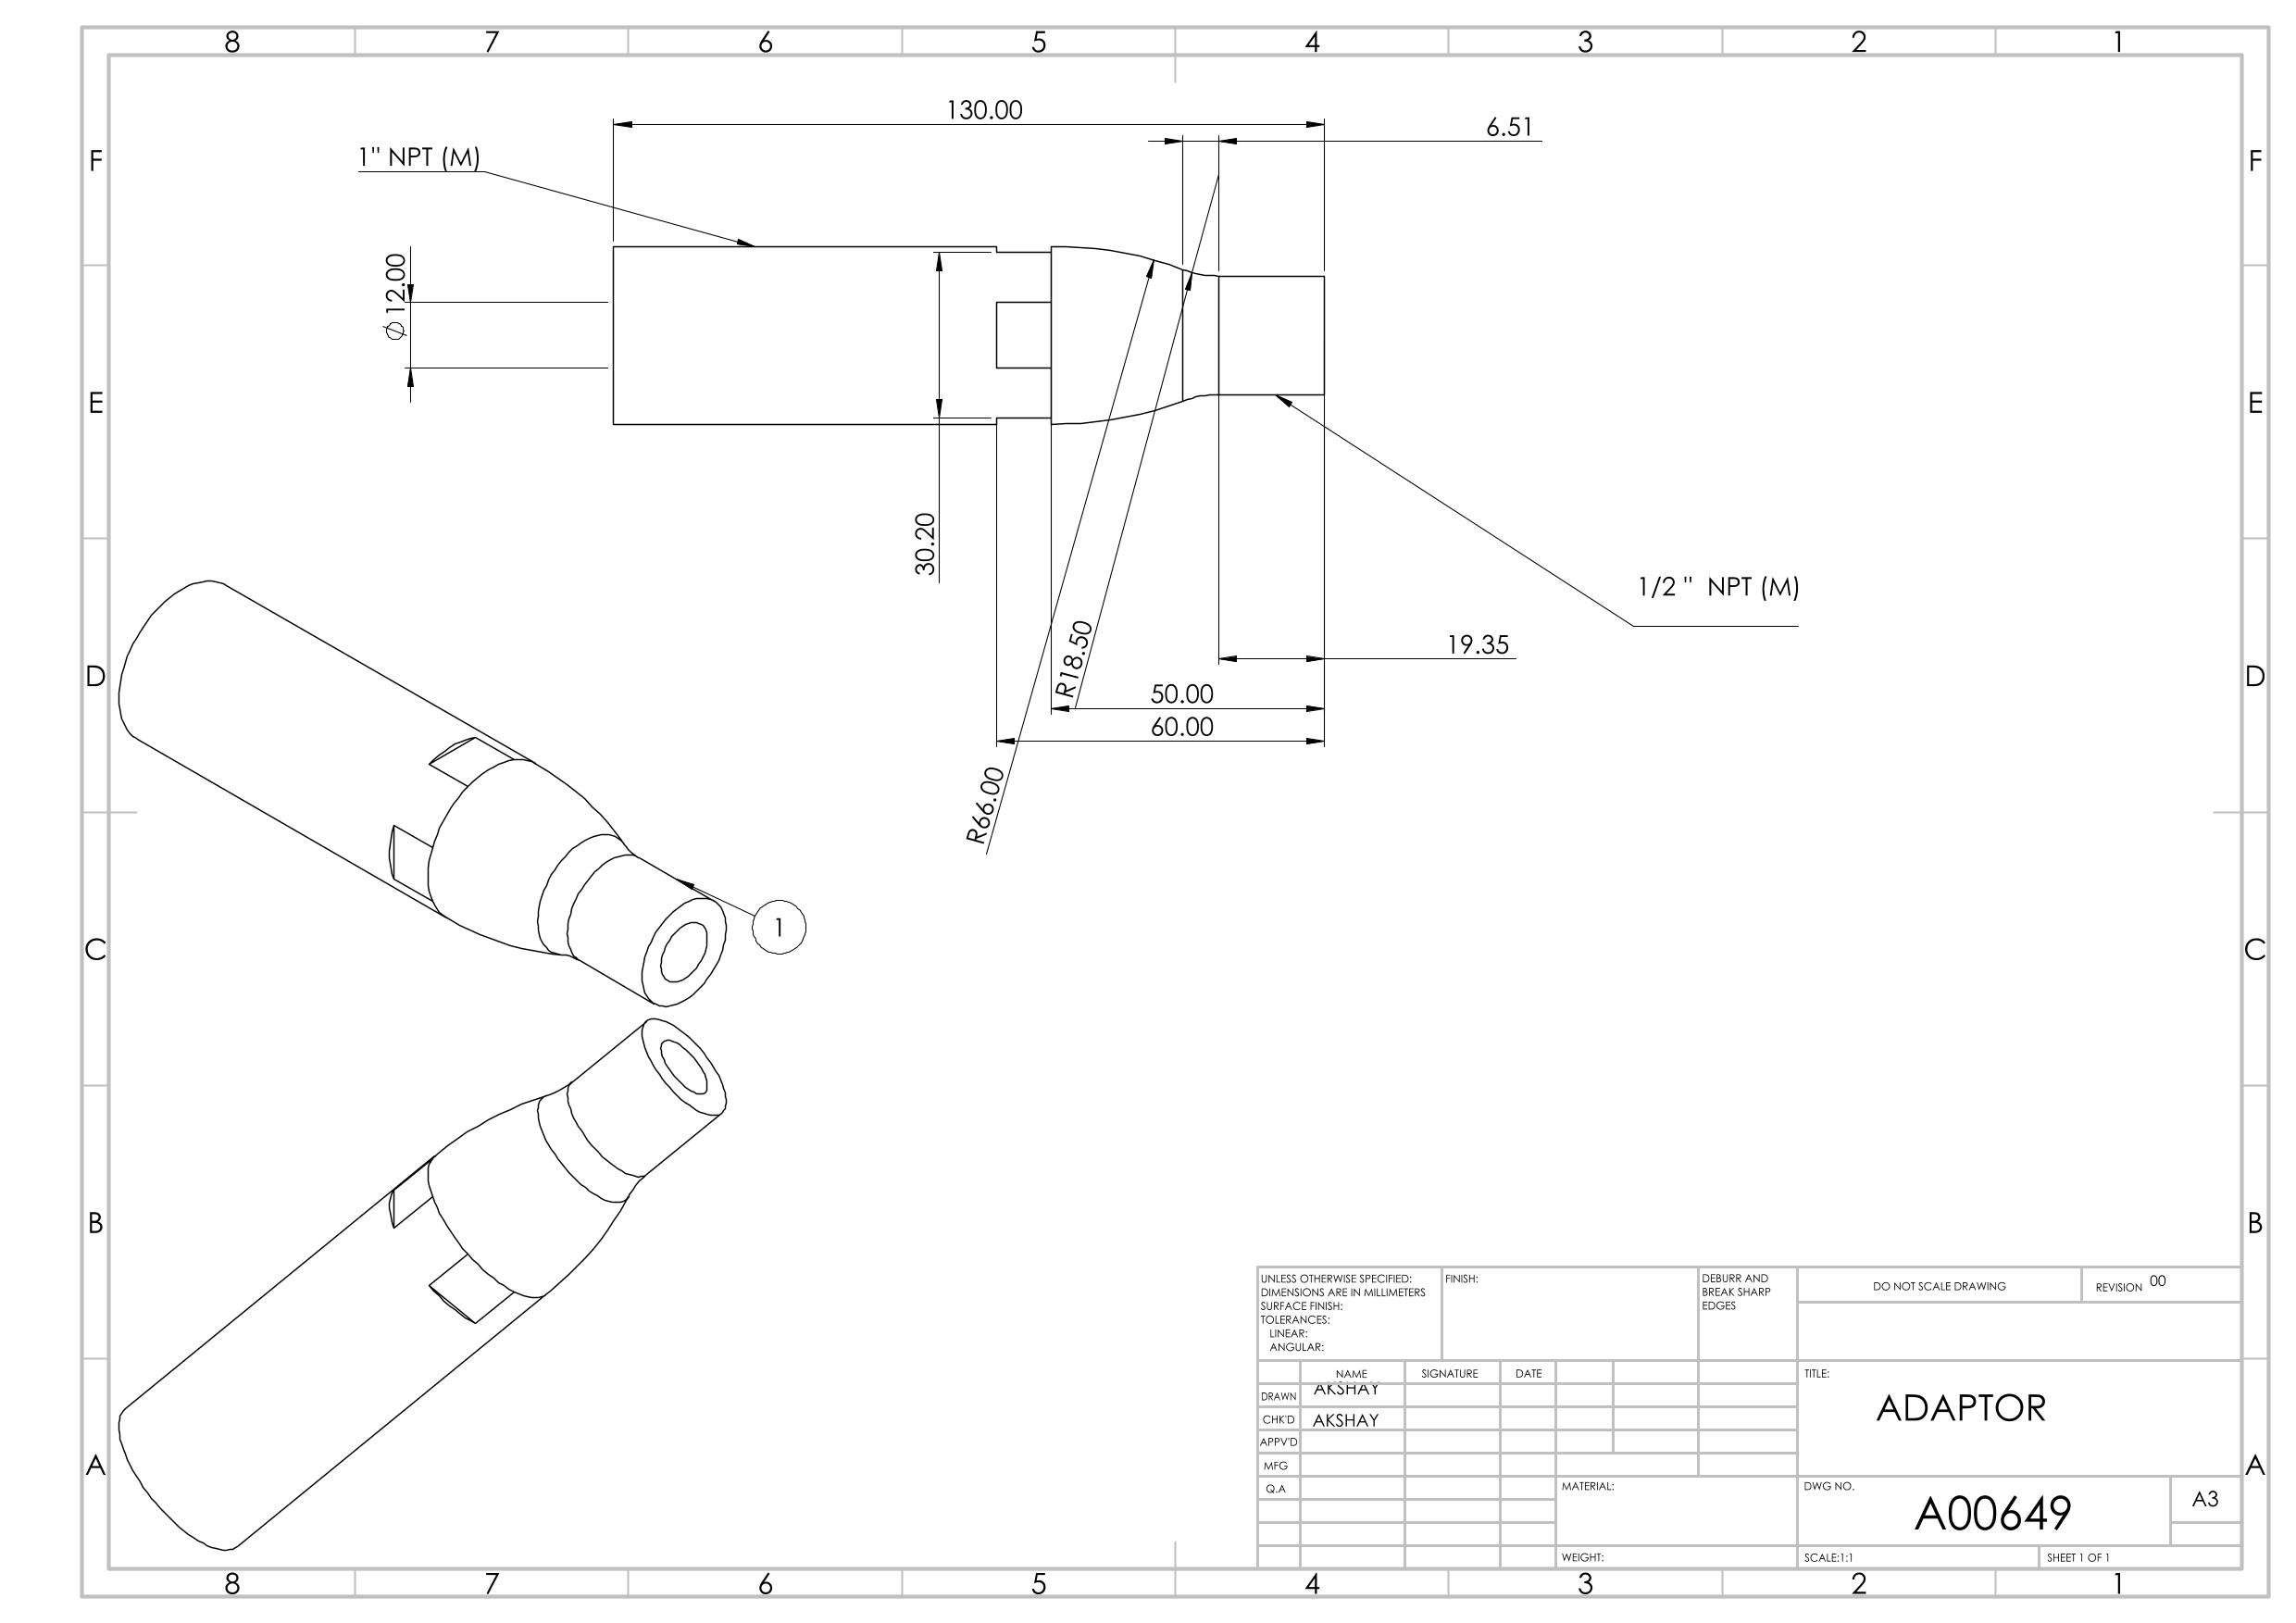 8 7 6 5 4 3 2 1
130.00
6.51
F F
1" NPT (M)
⌀ 12.00
E E
30.20
1/2 " NPT (M)
R18.50
19.35
D D
50.00
60.00
R66.00
1
C C
B B
UNLESS OTHERWISE SPECIFIED:
DIMENSIONS ARE IN MILLIMETERS
SURFACE FINISH:
TOLERANCES:
LINEAR:
ANGULAR:
FINISH:
DEBURR AND
BREAK SHARP
EDGES
DO NOT SCALE DRAWING
REVISION 00
NAME SIGNATURE DATE
TITLE:
DRAWN AKSHAY
ADAPTOR
CHK'D AKSHAY
APPV'D
MFG
A A
Q.A
MATERIAL:
DWG NO.
A00649
A3
WEIGHT:
SCALE:1:1
SHEET 1 OF 1
8 7 6 5 4 3 2 1